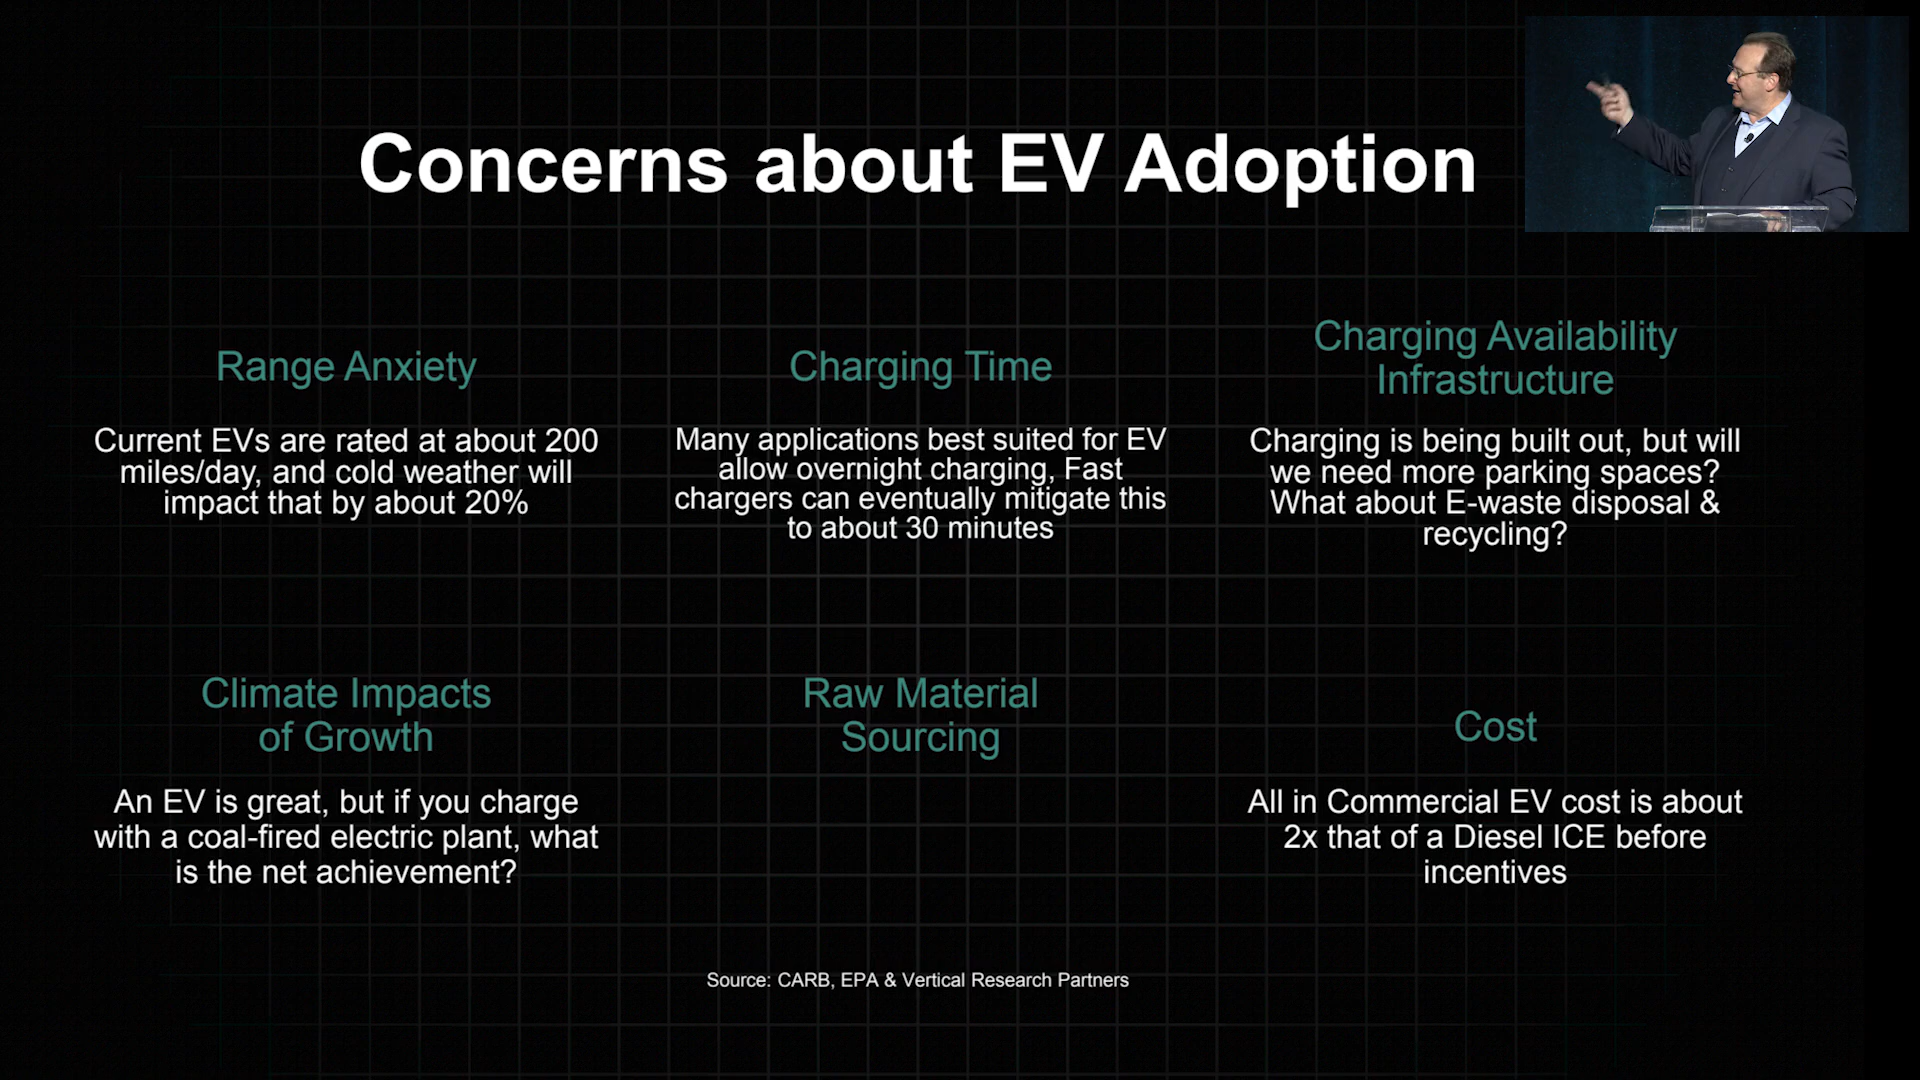 Concerns about EV Adoption
Range Anxiety
Current EVs are rated at about 200
miles/day, and cold weather will
impact that by about 20%
Charging Time
Many applications best suited for EV
allow overnight charging, Fast
chargers can eventually mitigate this
to about 30 minutes
Charging Availability
Infrastructure
Charging is being built out, but will
we need more parking spaces?
What about E-waste disposal &
recycling?
Climate Impacts
of Growth
An EV is great, but if you charge
with a coal-fired electric plant, what
is the net achievement?
Raw Material
Sourcing
Cost
All in Commercial EV cost is about
2x that of a Diesel ICE before
incentives
Source: CARB, EPA & Vertical Research Partners